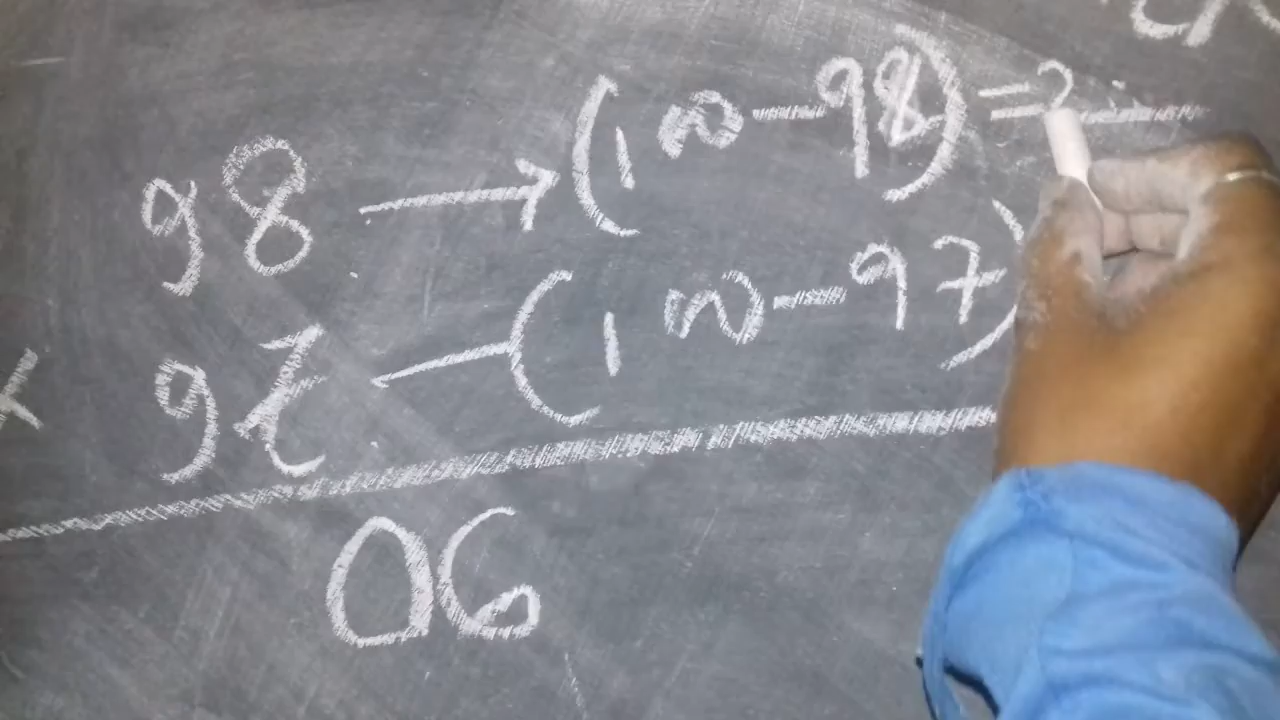 98 → (100 - 98) = 2
× 97 ← (100 - 97)
06